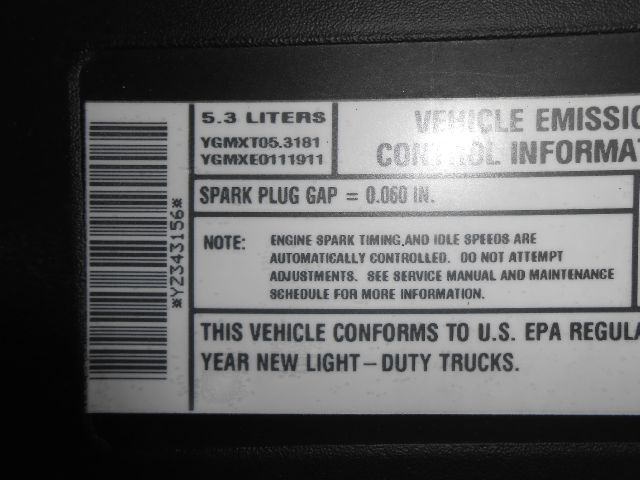 5.3 LITERS
YGMXT05.3181
YGMXE0111911
VEHICLE EMISSIO
CONTROL INFORMAT
SPARK PLUG GAP = 0.060 IN.
NOTE: ENGINE SPARK TIMING,AND IDLE SPEEDS ARE
AUTOMATICALLY CONTROLLED. DO NOT ATTEMPT
ADJUSTMENTS. SEE SERVICE MANUAL AND MAINTENANCE
SCHEDULE FOR MORE INFORMATION.
THIS VEHICLE CONFORMS TO U.S. EPA REGULA
YEAR NEW LIGHT-DUTY TRUCKS.
*YZ343156*